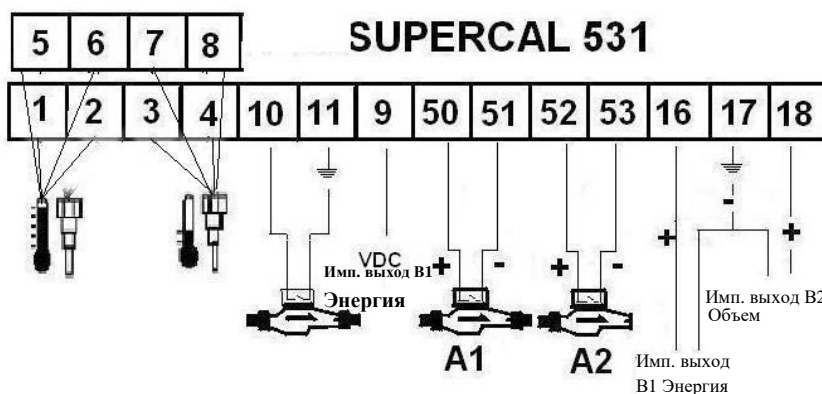 SUPERCAL 531
5 6 7 8
1 2 3 4 10 11 9 50 51 52 53 16 17 18
VDC
Имп. выход В1
Энергия
+ -
+ -
+
-
+
A1
A2
Имп. выход В2
Объем
Имп. выход
В1 Энергия